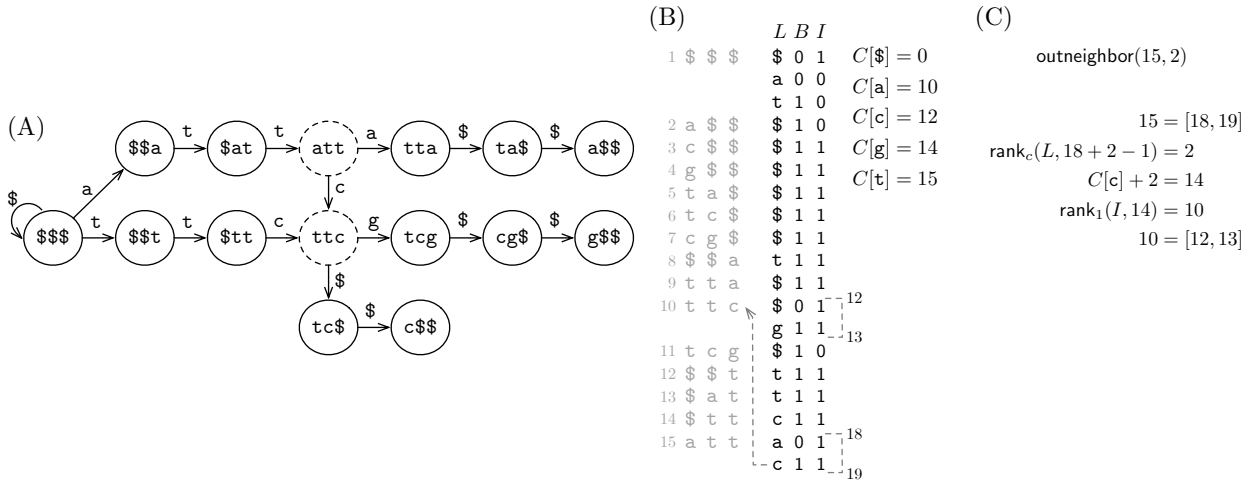 (A)
$
$$$
a
$$a
t
$at
t
att
a
tta
$
ta$
$
a$$
c
t
$$t
t
$tt
c
ttc
g
tcg
$
cg$
$
g$$
$
tc$
$
c$$
(B)
L B I
1 $ $ $ $ 0 1
a 0 0
t 1 0
2 a $ $ $ 1 0
3 c $ $ $ 1 1
4 g $ $ $ 1 1
5 t a $ $ 1 1
6 t c $ $ 1 1
7 c g $ $ 1 1
8 $ $ a t 1 1
9 t t a $ 1 1
10 t t c $ 0 1 12
g 1 1 13
11 t c g $ 1 0
12 $ $ t t 1 1
13 $ a t t 1 1
14 $ t t c 1 1
15 a t t a 0 1 18
c 1 1 19
C[$] = 0
C[a] = 10
C[c] = 12
C[g] = 14
C[t] = 15
(C)
outneighbor(15, 2)
15 = [18, 19]
rank_c(L, 18 + 2 − 1) = 2
C[c] + 2 = 14
rank_1(I, 14) = 10
10 = [12, 13]